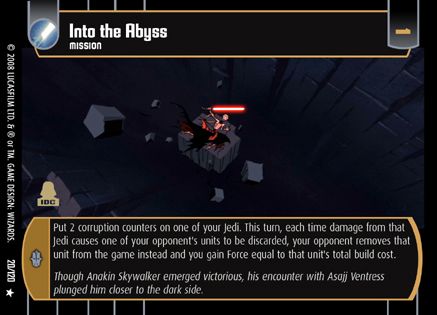 Into the Abyss
MISSION
© 2008 LUCASFILM LTD. & ® or TM. GAME DESIGN: WIZARDS.
20/120
IDC
Put 2 corruption counters on one of your Jedi. This turn, each time damage from that
Jedi causes one of your opponent's units to be discarded, your opponent removes that
unit from the game instead and you gain Force equal to that unit's total build cost.
Though Anakin Skywalker emerged victorious, his encounter with Asajj Ventress
plunged him closer to the dark side.